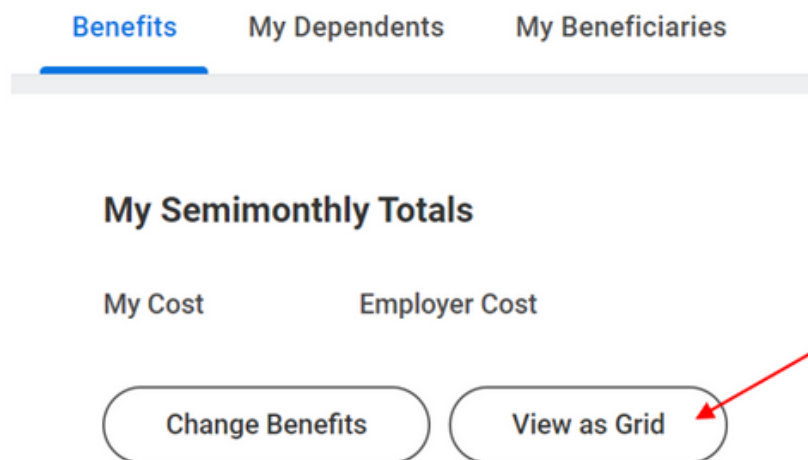 Benefits My Dependents My Beneficiaries
My Semimonthly Totals
My Cost Employer Cost
Change Benefits View as Grid